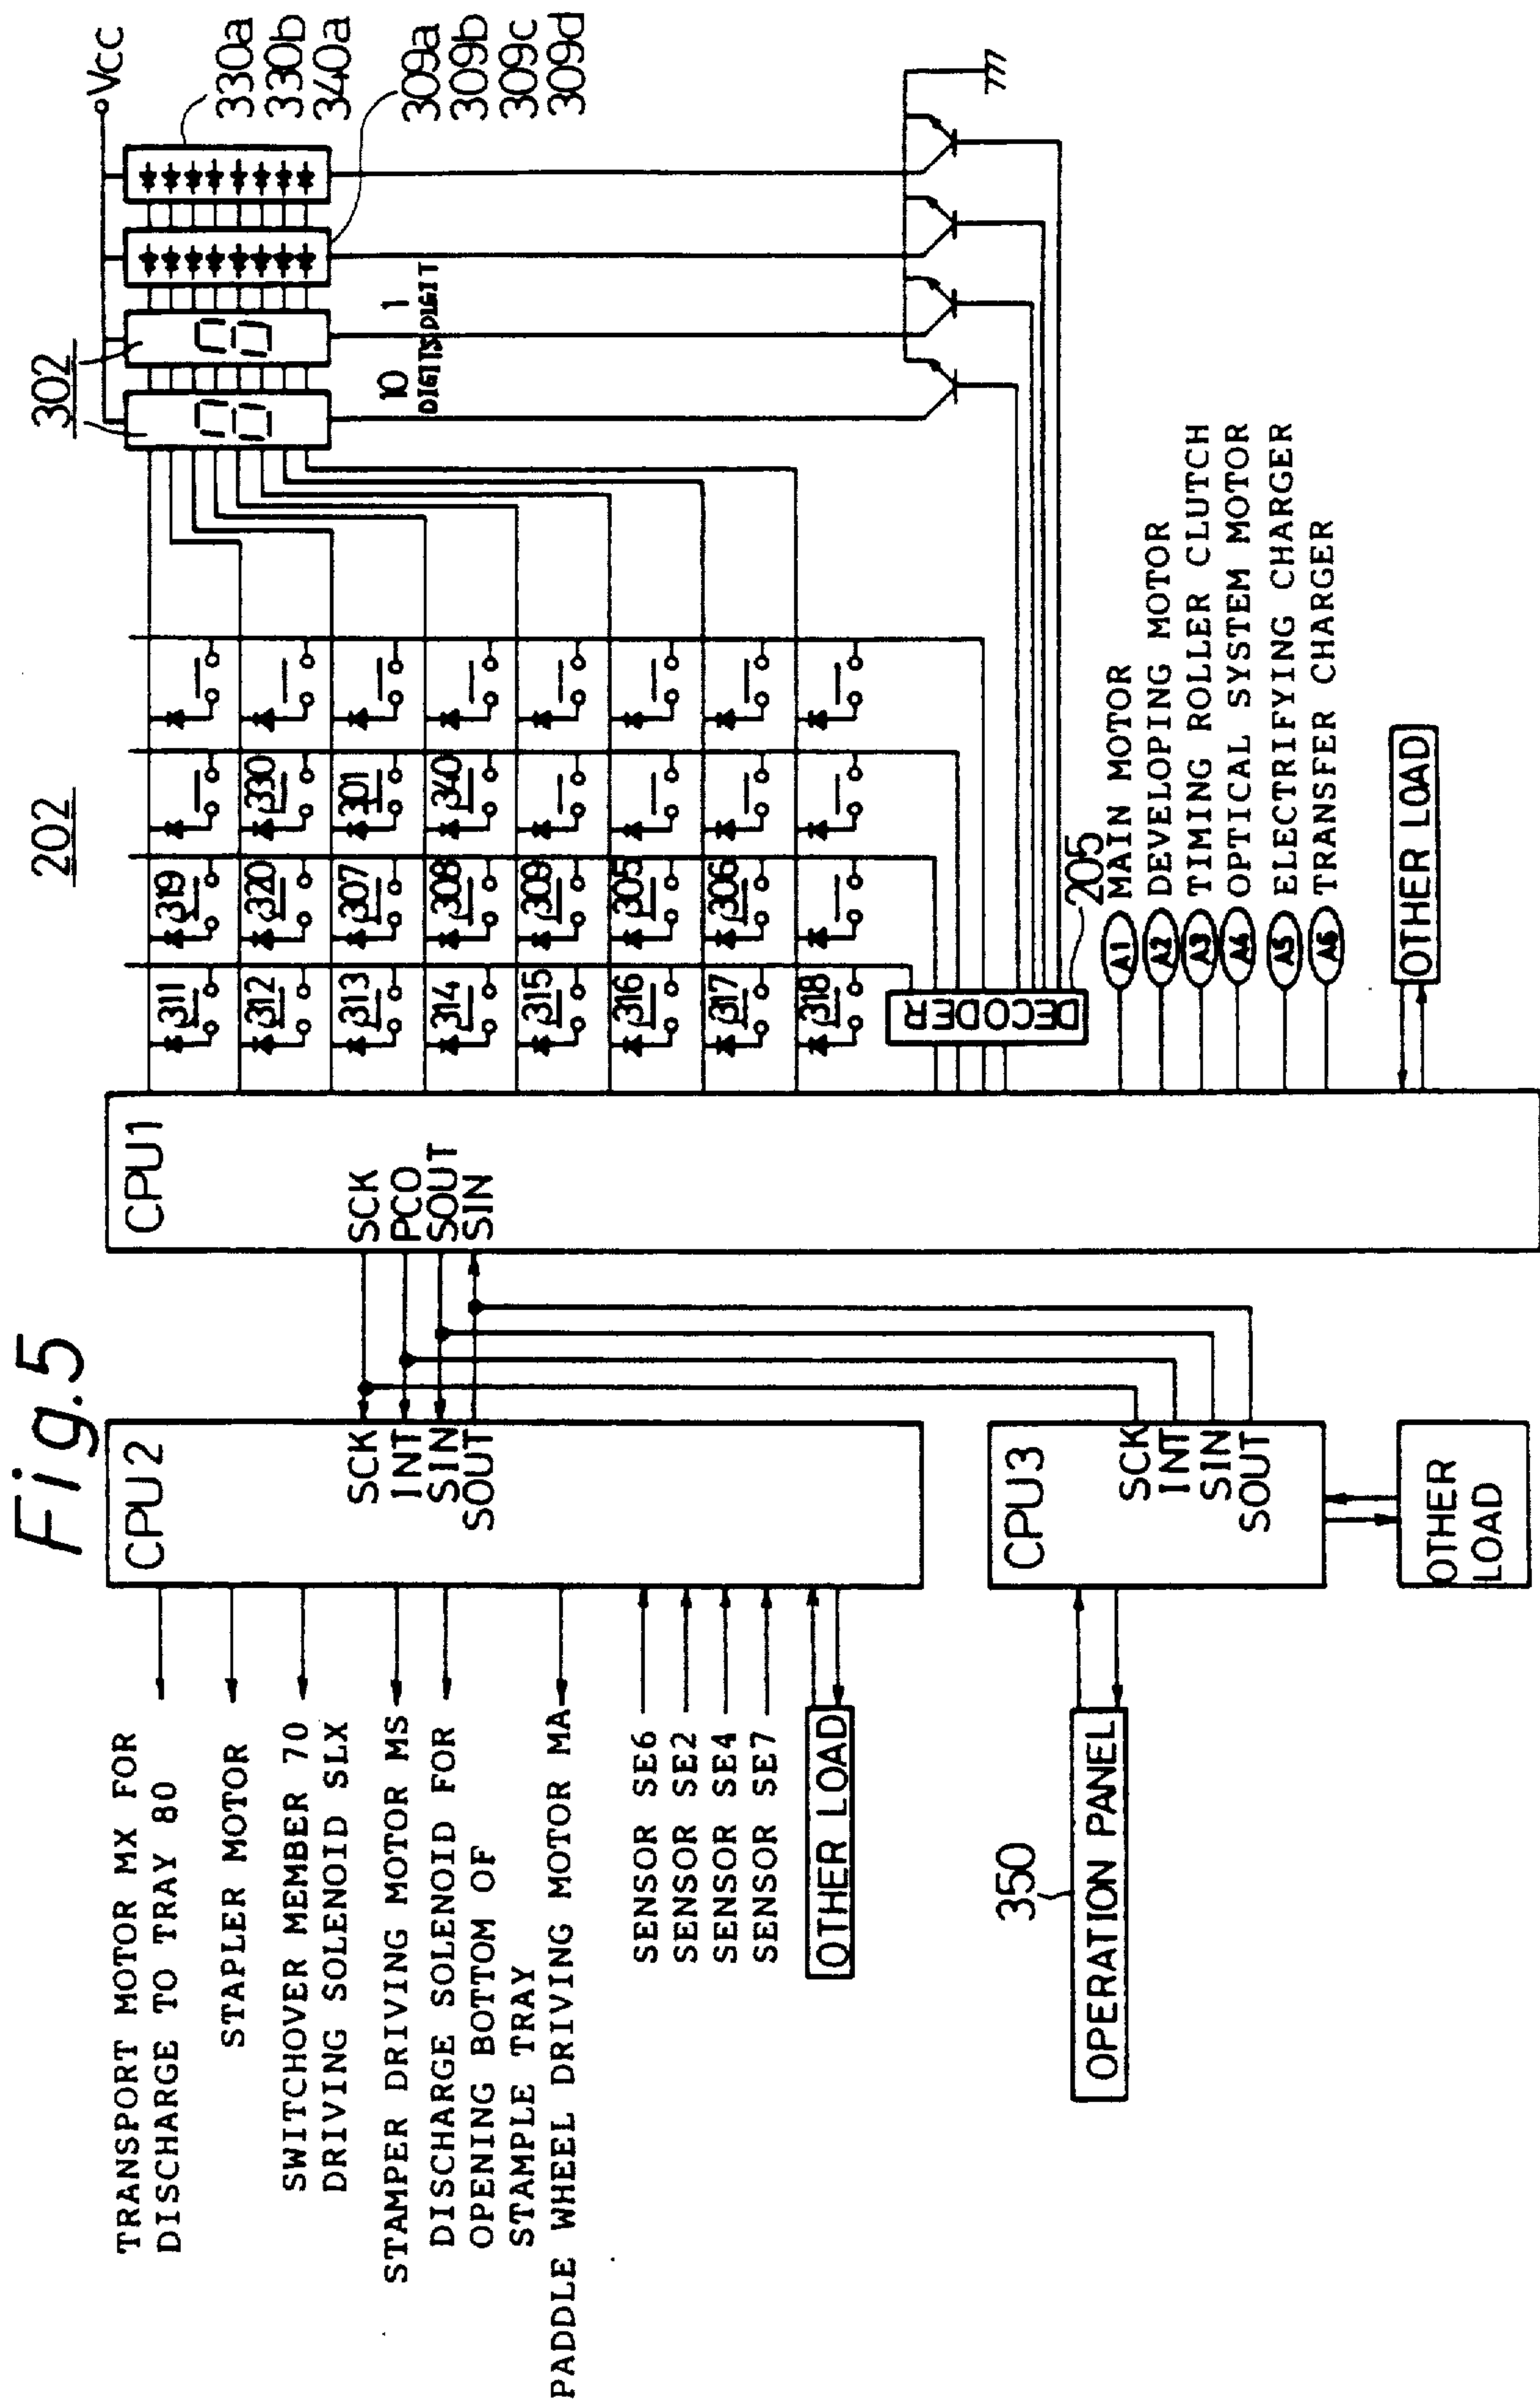 Fig.5
TRANSPORT MOTOR MX FOR
DISCHARGE TO TRAY 80
STAPLER MOTOR
SWITCHOVER MEMBER 70
DRIVING SOLENOID SLX
STAMPER DRIVING MOTOR MS
DISCHARGE SOLENOID FOR
OPENING BOTTOM OF
STAMPLE TRAY
PADDLE WHEEL DRIVING MOTOR MA
SENSOR SE6
SENSOR SE2
SENSOR SE4
SENSOR SE7
OTHER LOAD
350
OPERATION PANEL
CPU2
SCK
INT
SIN
SOUT
CPU3
SCK
INT
SIN
SOUT
OTHER
LOAD
CPU1
SCK
PCO
SOUT
SIN
202
311
319
312
320
330
313
307
301
314
308
340
315
309
316
305
317
306
318
DECODER
205
A1 MAIN MOTOR
A2 DEVELOPING MOTOR
A3 TIMING ROLLER CLUTCH
A4 OPTICAL SYSTEM MOTOR
A5 ELECTRIFYING CHARGER
A6 TRANSFER CHARGER
OTHER LOAD
302
10
DIGITS
1
DIGIT
Vcc
330a
330b
340a
309a
309b
309c
309d